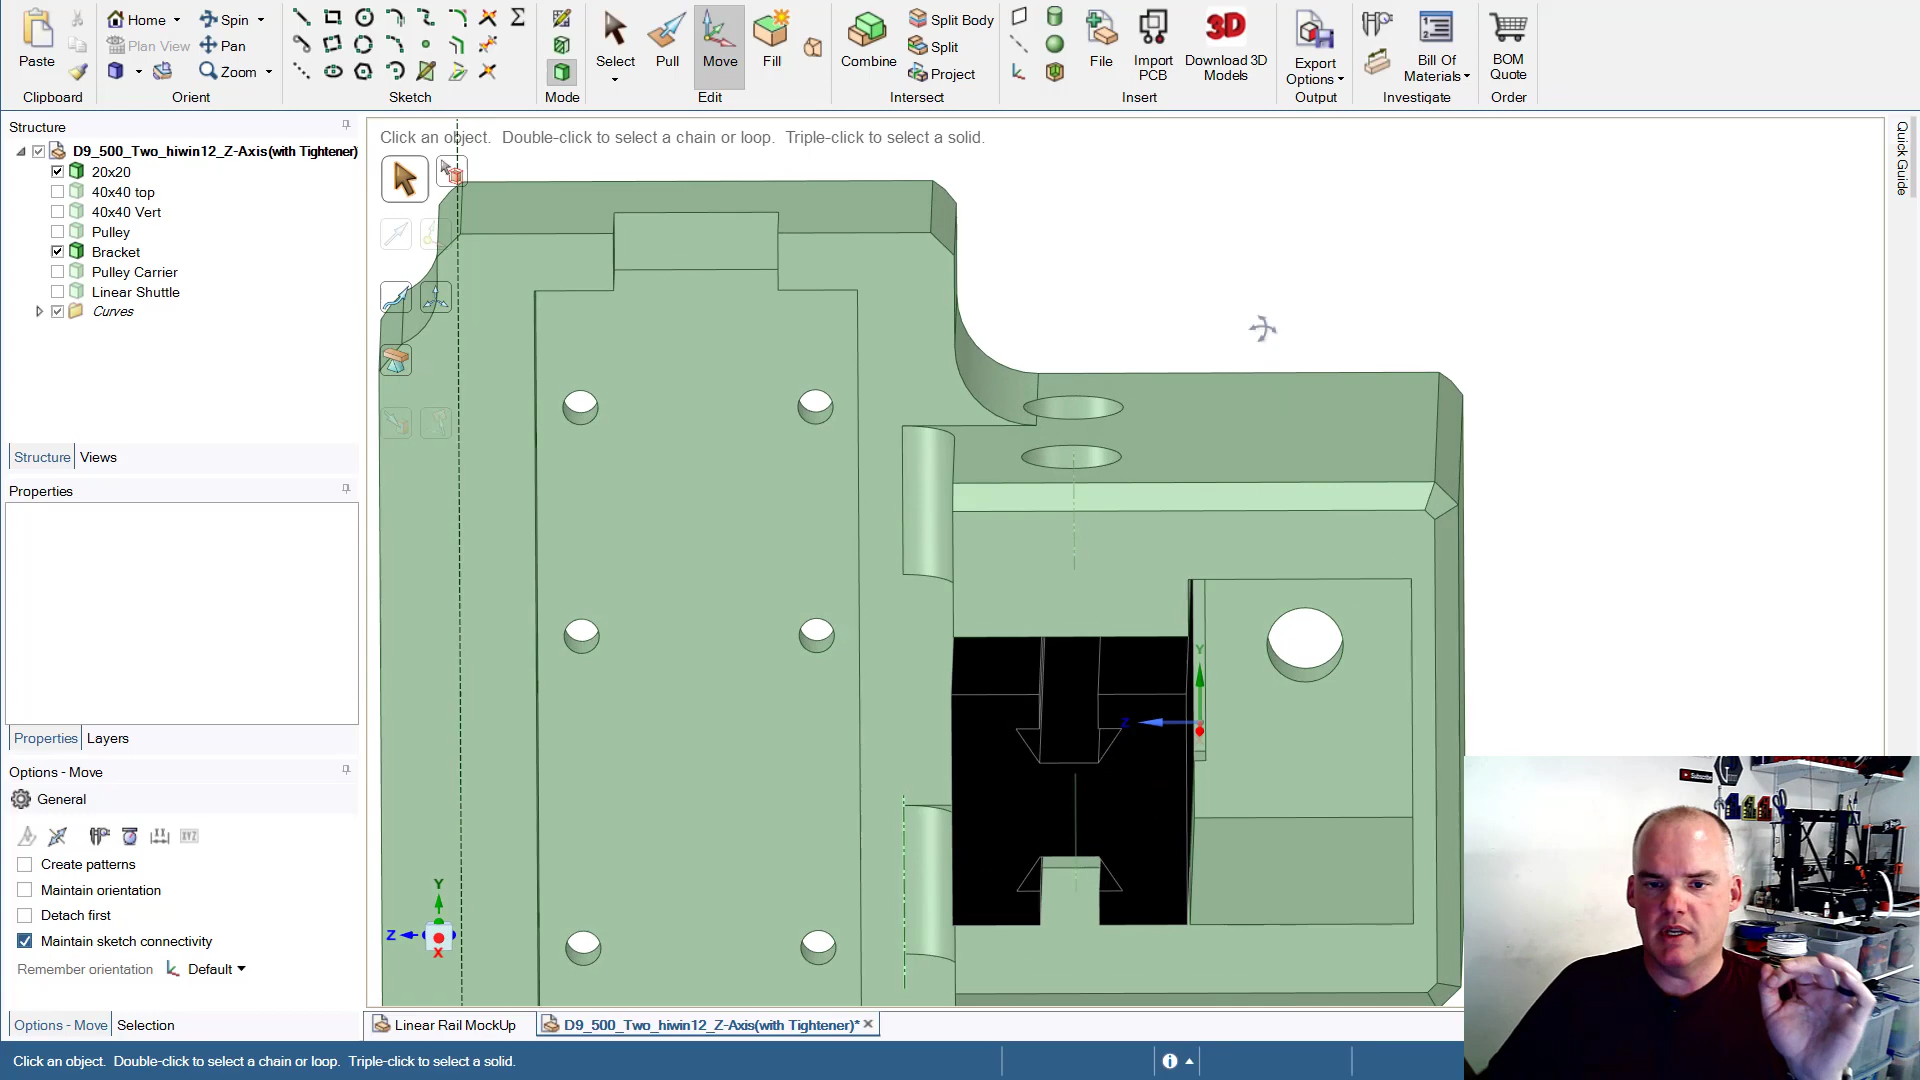 Paste
Clipboard
Home
Plan View
Spin
Pan
Zoom
Orient
Sketch
Mode
Select
Pull
Move
Fill
Edit
Combine
Split Body
Split
Project
Intersect
File
Import PCB
Download 3D Models
3D
Insert
Export Options
Output
Bill Of Materials
Investigate
BOM Quote
Order
Structure
D9_500_Two_hiwin12_Z-Axis(with Tightener)
20x20
40x40 top
40x40 Vert
Pulley
Bracket
Pulley Carrier
Linear Shuttle
Curves
Structure
Views
Properties
Properties
Layers
Options - Move
General
XYZ
Create patterns
Maintain orientation
Detach first
Maintain sketch connectivity
Remember orientation
Default
Options - Move
Selection
Click an object. Double-click to select a chain or loop. Triple-click to select a solid.
Quick Guide
Y
Z
Y
Z
X
Linear Rail MockUp
D9_500_Two_hiwin12_Z-Axis(with Tightener)*
Click an object. Double-click to select a chain or loop. Triple-click to select a solid.
Subscribe